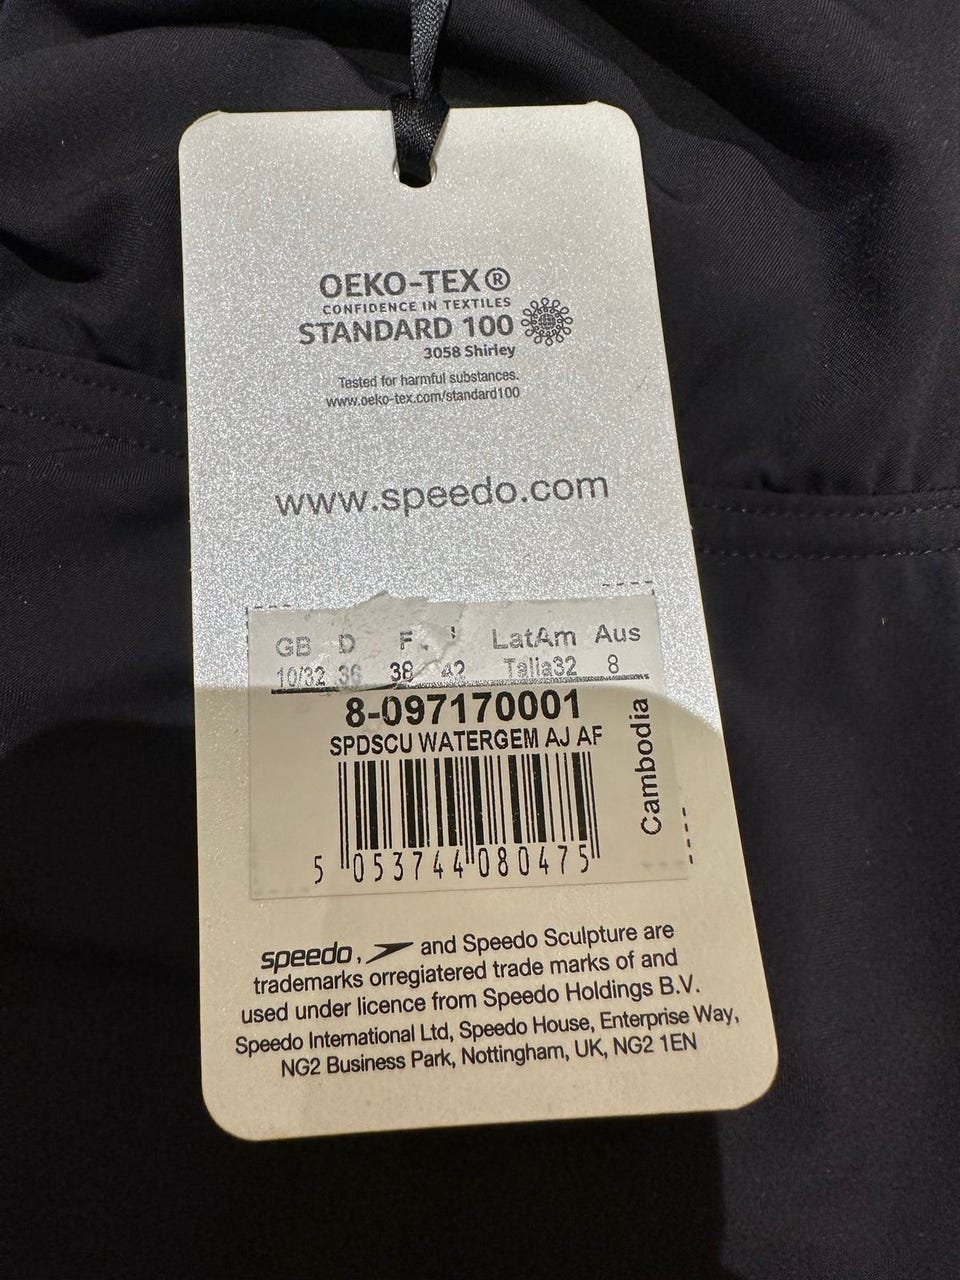 OEKO-TEX®
CONFIDENCE IN TEXTILES
STANDARD 100
3058 Shirley
Tested for harmful substances.
www.oeko-tex.com/standard100
www.speedo.com
GB D F LatAm Aus
10/32 36 38 42 Talla32 8
8-097170001
SPDSCU WATERGEM AJ AF
Cambodia
5 053744 080475
speedo, and Speedo Sculpture are
trademarks orregiatered trade marks of and
used under licence from Speedo Holdings B.V.
Speedo International Ltd, Speedo House, Enterprise Way,
NG2 Business Park, Nottingham, UK, NG2 1EN